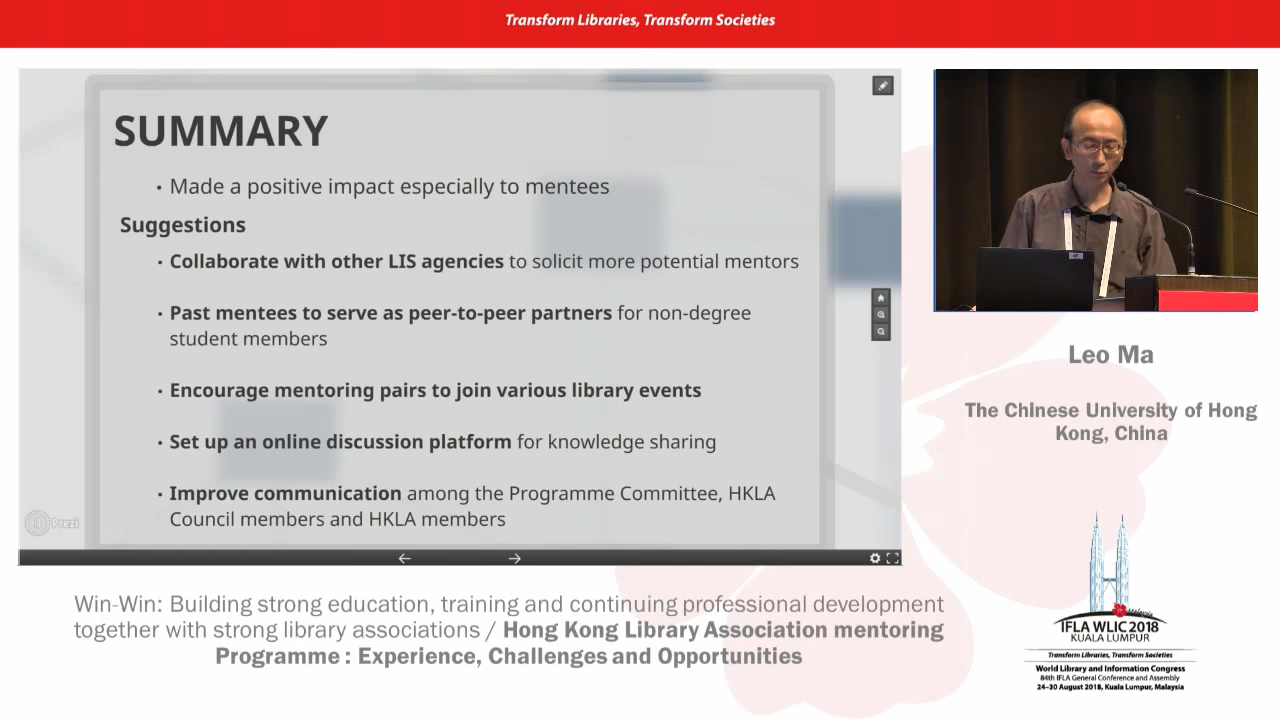 Transform Libraries, Transform Societies
SUMMARY
• Made a positive impact especially to mentees
Suggestions
• Collaborate with other LIS agencies to solicit more potential mentors
• Past mentees to serve as peer-to-peer partners for non-degree
student members
• Encourage mentoring pairs to join various library events
• Set up an online discussion platform for knowledge sharing
• Improve communication among the Programme Committee, HKLA
Council members and HKLA members
Prezi
Leo Ma
The Chinese University of Hong
Kong, China
Win-Win: Building strong education, training and continuing professional development
together with strong library associations / Hong Kong Library Association mentoring
Programme : Experience, Challenges and Opportunities
Malaysia
IFLA WLIC 2018
KUALA LUMPUR
Transform Libraries, Transform Societies
World Library and Information Congress
84th IFLA General Conference and Assembly
24–30 August 2018, Kuala Lumpur, Malaysia